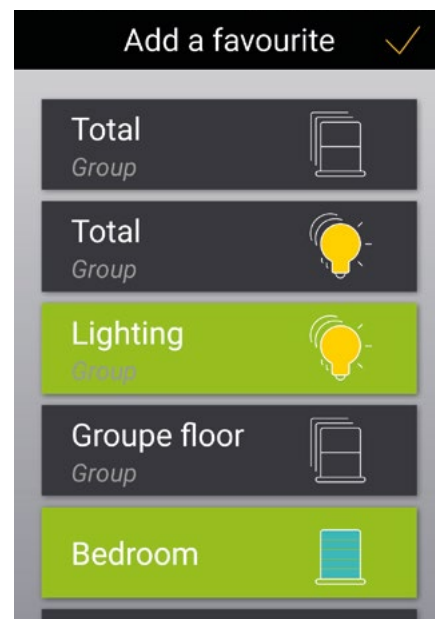 Add a favourite
Total
Group
Total
Group
Lighting
Group
Groupe floor
Group
Bedroom